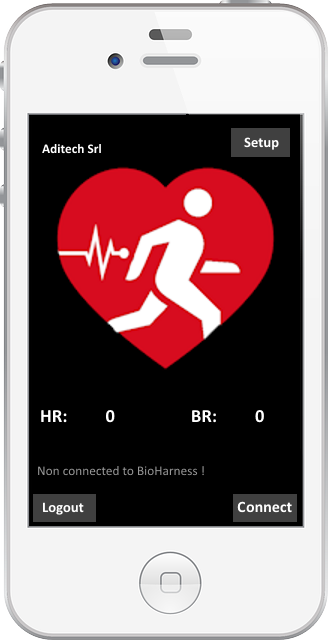 Aditech Srl
Setup
HR: 0 BR: 0
Non connected to BioHarness !
Logout
Connect